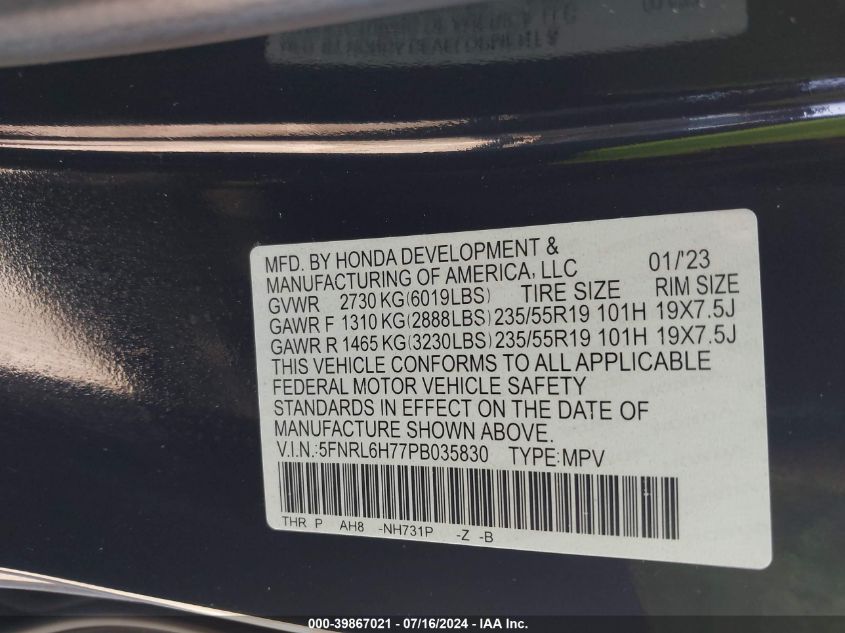 MFD. BY HONDA DEVELOPMENT &
MANUFACTURING OF AMERICA, LLC 01/'23
GVWR 2730 KG(6019LBS) TIRE SIZE RIM SIZE
GAWR F 1310 KG(2888LBS) 235/55R19 101H 19X7.5J
GAWR R 1465 KG(3230LBS) 235/55R19 101H 19X7.5J
THIS VEHICLE CONFORMS TO ALL APPLICABLE
FEDERAL MOTOR VEHICLE SAFETY
STANDARDS IN EFFECT ON THE DATE OF
MANUFACTURE SHOWN ABOVE.
V.I.N.:5FNRL6H77PB035830 TYPE:MPV
THR P AH8 -NH731P -Z -B
000-39867021 - 07/16/2024 - IAA Inc.